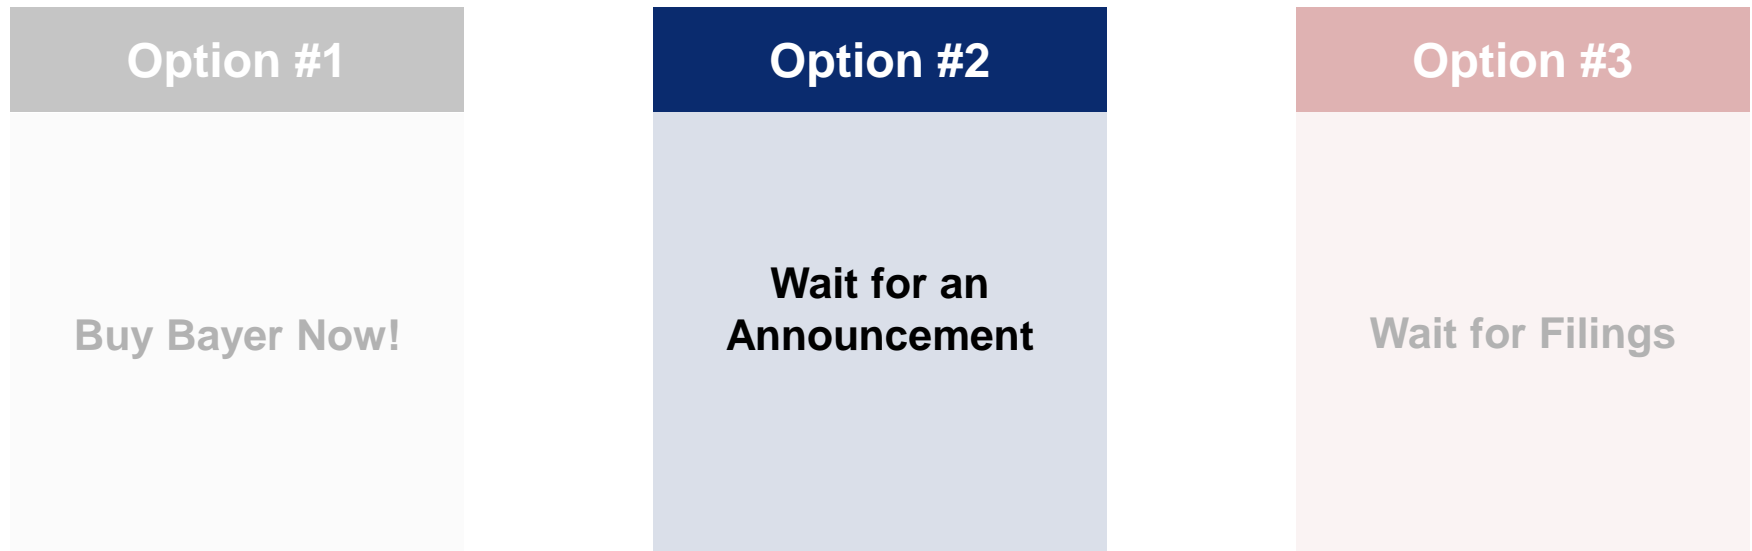 Option #1
Buy Bayer Now!
Option #2
Wait for an
Announcement
Option #3
Wait for Filings